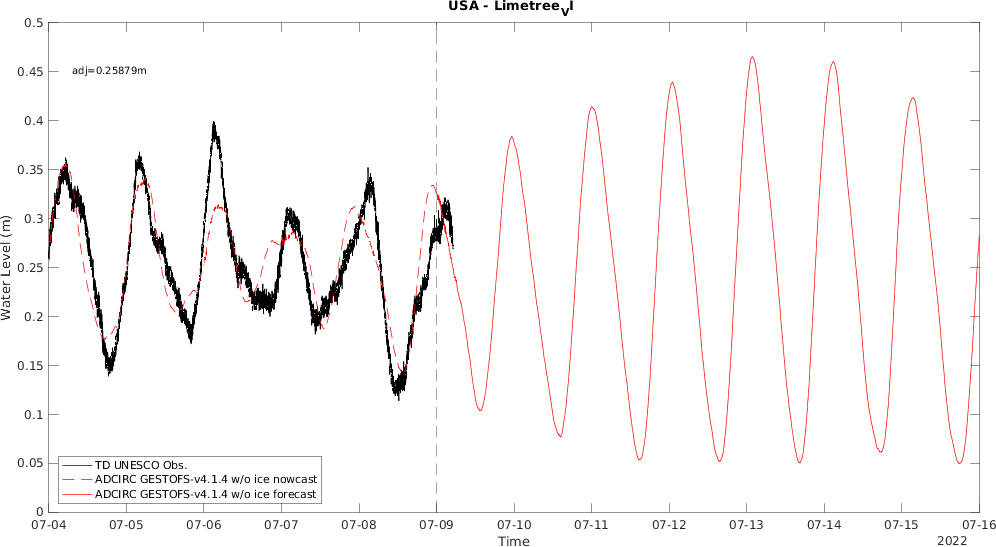 USA - Limetree_VI
0.5
0.45
0.4
0.35
0.3
0.25
0.2
0.15
0.1
0.05
0
Water Level (m)
adj=0.25879m
TD UNESCO Obs.
ADCIRC GESTOFS-v4.1.4 w/o ice nowcast
ADCIRC GESTOFS-v4.1.4 w/o ice forecast
07-04 07-05 07-06 07-07 07-08 07-09 07-10 07-11 07-12 07-13 07-14 07-15 07-16
Time
2022